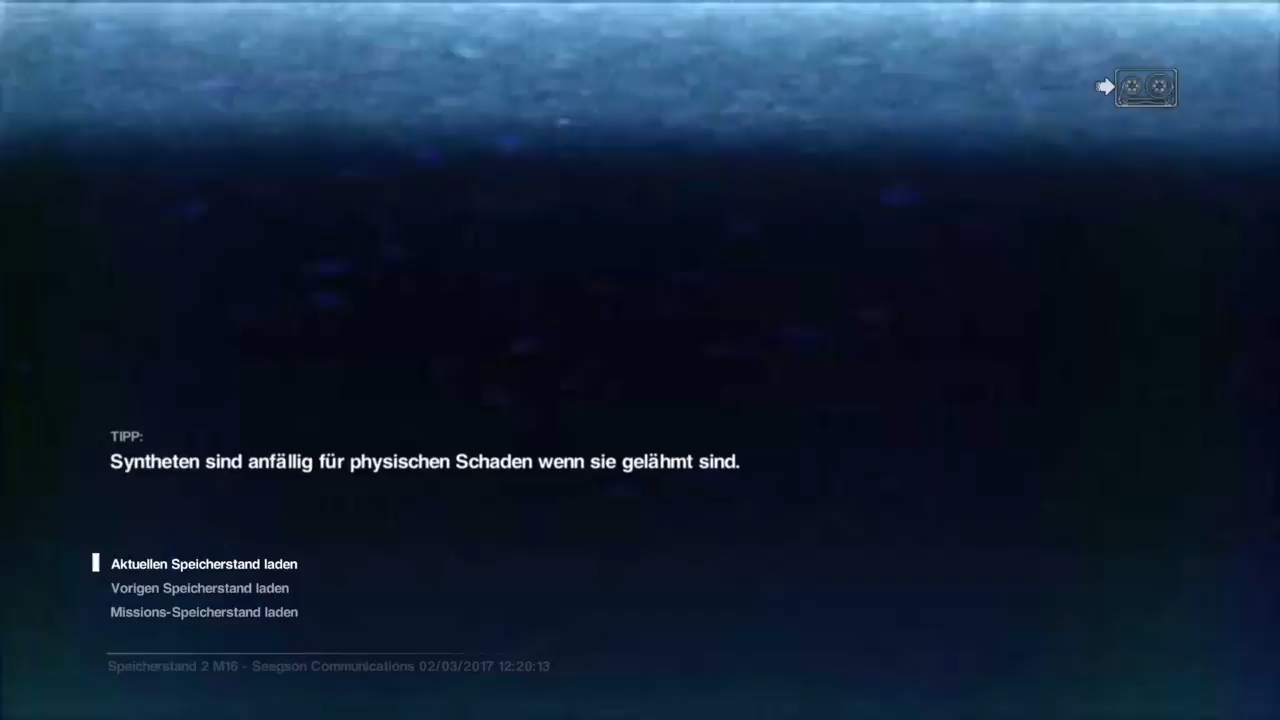 TIPP:
Syntheten sind anfällig für physischen Schaden wenn sie gelähmt sind.
Aktuellen Speicherstand laden
Vorigen Speicherstand laden
Missions-Speicherstand laden
Speicherstand 2 M16 - Seegson Communications 02/03/2017 12:20:13